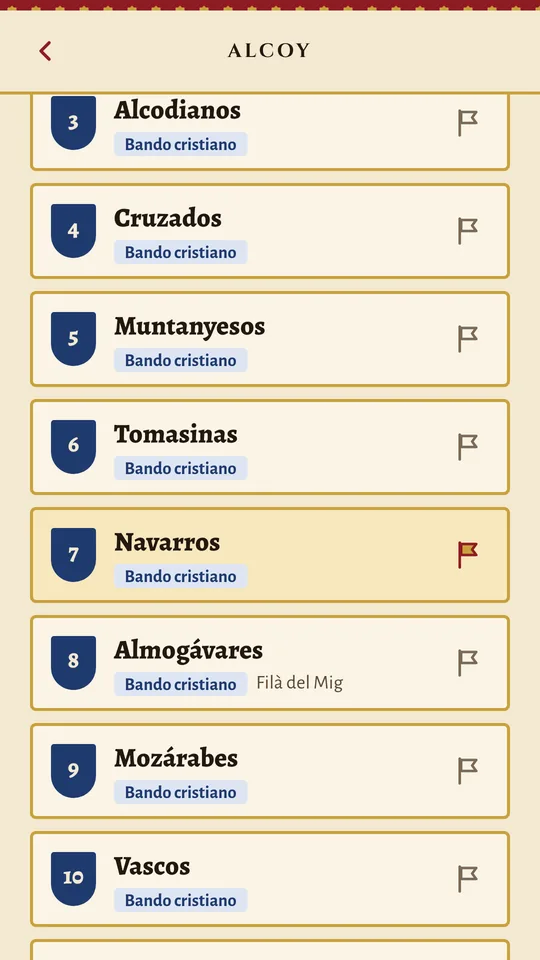 ALCOY
3
Alcodianos
Bando cristiano
4
Cruzados
Bando cristiano
5
Muntanyesos
Bando cristiano
6
Tomasinas
Bando cristiano
7
Navarros
Bando cristiano
8
Almogávares
Bando cristiano Filà del Mig
9
Mozárabes
Bando cristiano
10
Vascos
Bando cristiano